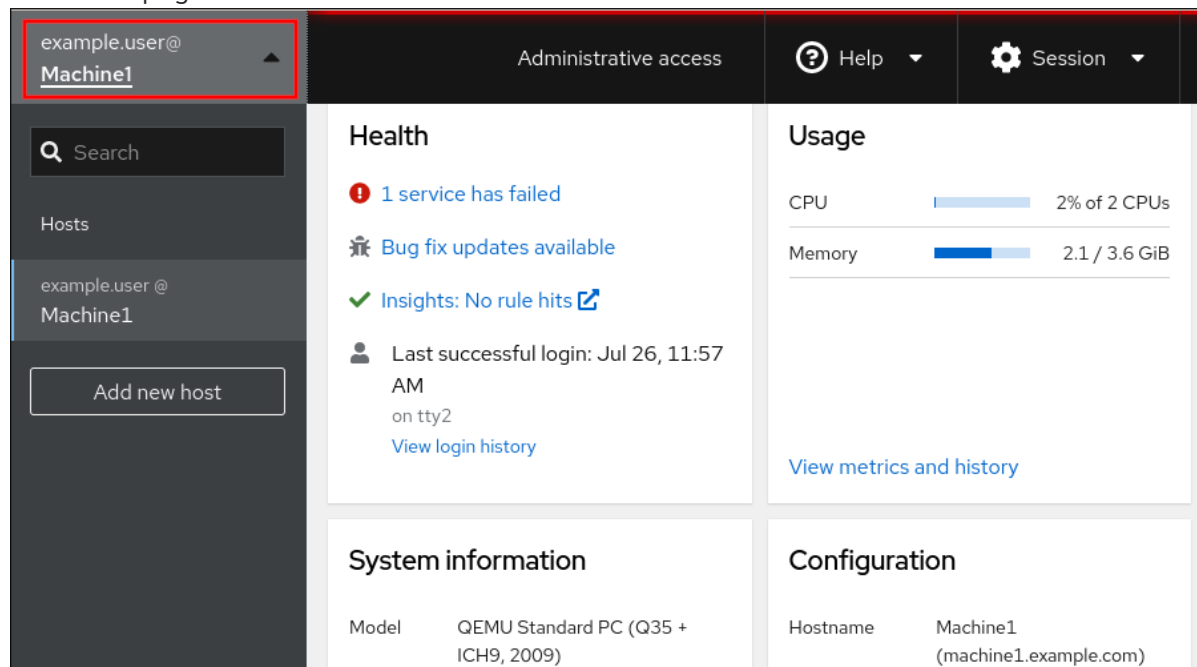 example.user@
Machine1
Administrative access
Help
Session
Search
Hosts
example.user @
Machine1
Add new host
Health
1 service has failed
Bug fix updates available
Insights: No rule hits
Last successful login: Jul 26, 11:57
AM
on tty2
View login history
Usage
CPU 2% of 2 CPUs
Memory 2.1 / 3.6 GiB
View metrics and history
System information
Model QEMU Standard PC (Q35 +
ICH9, 2009)
Configuration
Hostname Machine1
(machine1.example.com)